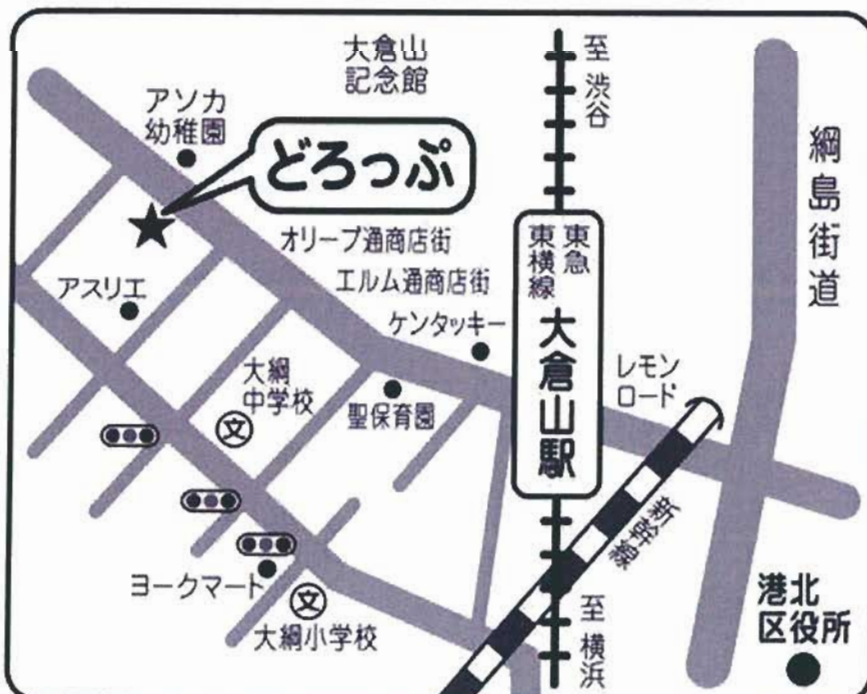 大倉山
記念館
至渋谷
アソカ
幼稚園
綱島街道
どろっぷ
オリーブ通商店街
エルム通商店街
東急
東横線
大倉山駅
アスリエ
ケンタッキー
レモン
ロード
大綱
中学校
文
聖保育園
新幹線
ヨークマート
文
大綱小学校
至横浜
港北
区役所